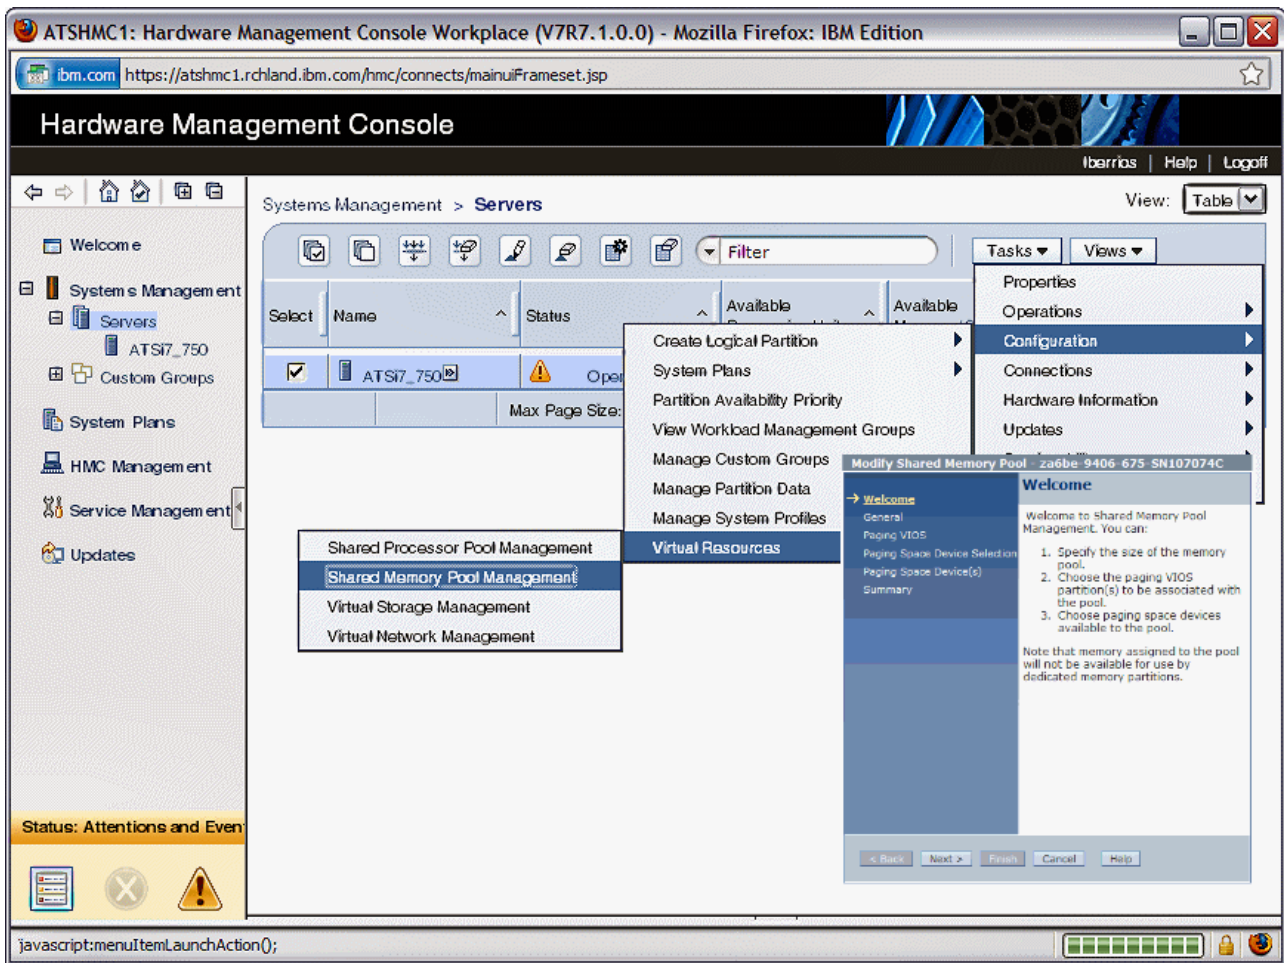 ATSHMC1: Hardware Management Console Workplace (V7R7.1.0.0) - Mozilla Firefox: IBM Edition
ibm.com https://atshmc1.rchland.ibm.com/hmc/connects/mainuiFrameset.jsp
Hardware Management Console
lberrios | Help | Logoff
Systems Management > Servers
View: Table
Welcome
Systems Management
Servers
ATSi7_750
Custom Groups
System Plans
HMC Management
Service Management
Updates
Status: Attentions and Even
Filter
Tasks
Views
Select
Name
Status
Available
Available
ATSi7_750
Oper
Max Page Size:
Properties
Operations
Configuration
Connections
Hardware Information
Updates
Create Logical Partition
System Plans
Partition Availability Priority
View Workload Management Groups
Manage Custom Groups
Manage Partition Data
Manage System Profiles
Virtual Resources
Shared Processor Pool Management
Shared Memory Pool Management
Virtual Storage Management
Virtual Network Management
Modify Shared Memory Pool - za6be-9406-675-SN107074C
Welcome
General
Paging VIOS
Paging Space Device Selection
Paging Space Device(s)
Summary
Welcome
Welcome to Shared Memory Pool
Management. You can:
1. Specify the size of the memory
pool.
2. Choose the paging VIOS
partition(s) to be associated with
the pool.
3. Choose paging space devices
available to the pool.
Note that memory assigned to the pool
will not be available for use by
dedicated memory partitions.
< Back
Next >
Finish
Cancel
Help
javascript:menuItemLaunchAction();